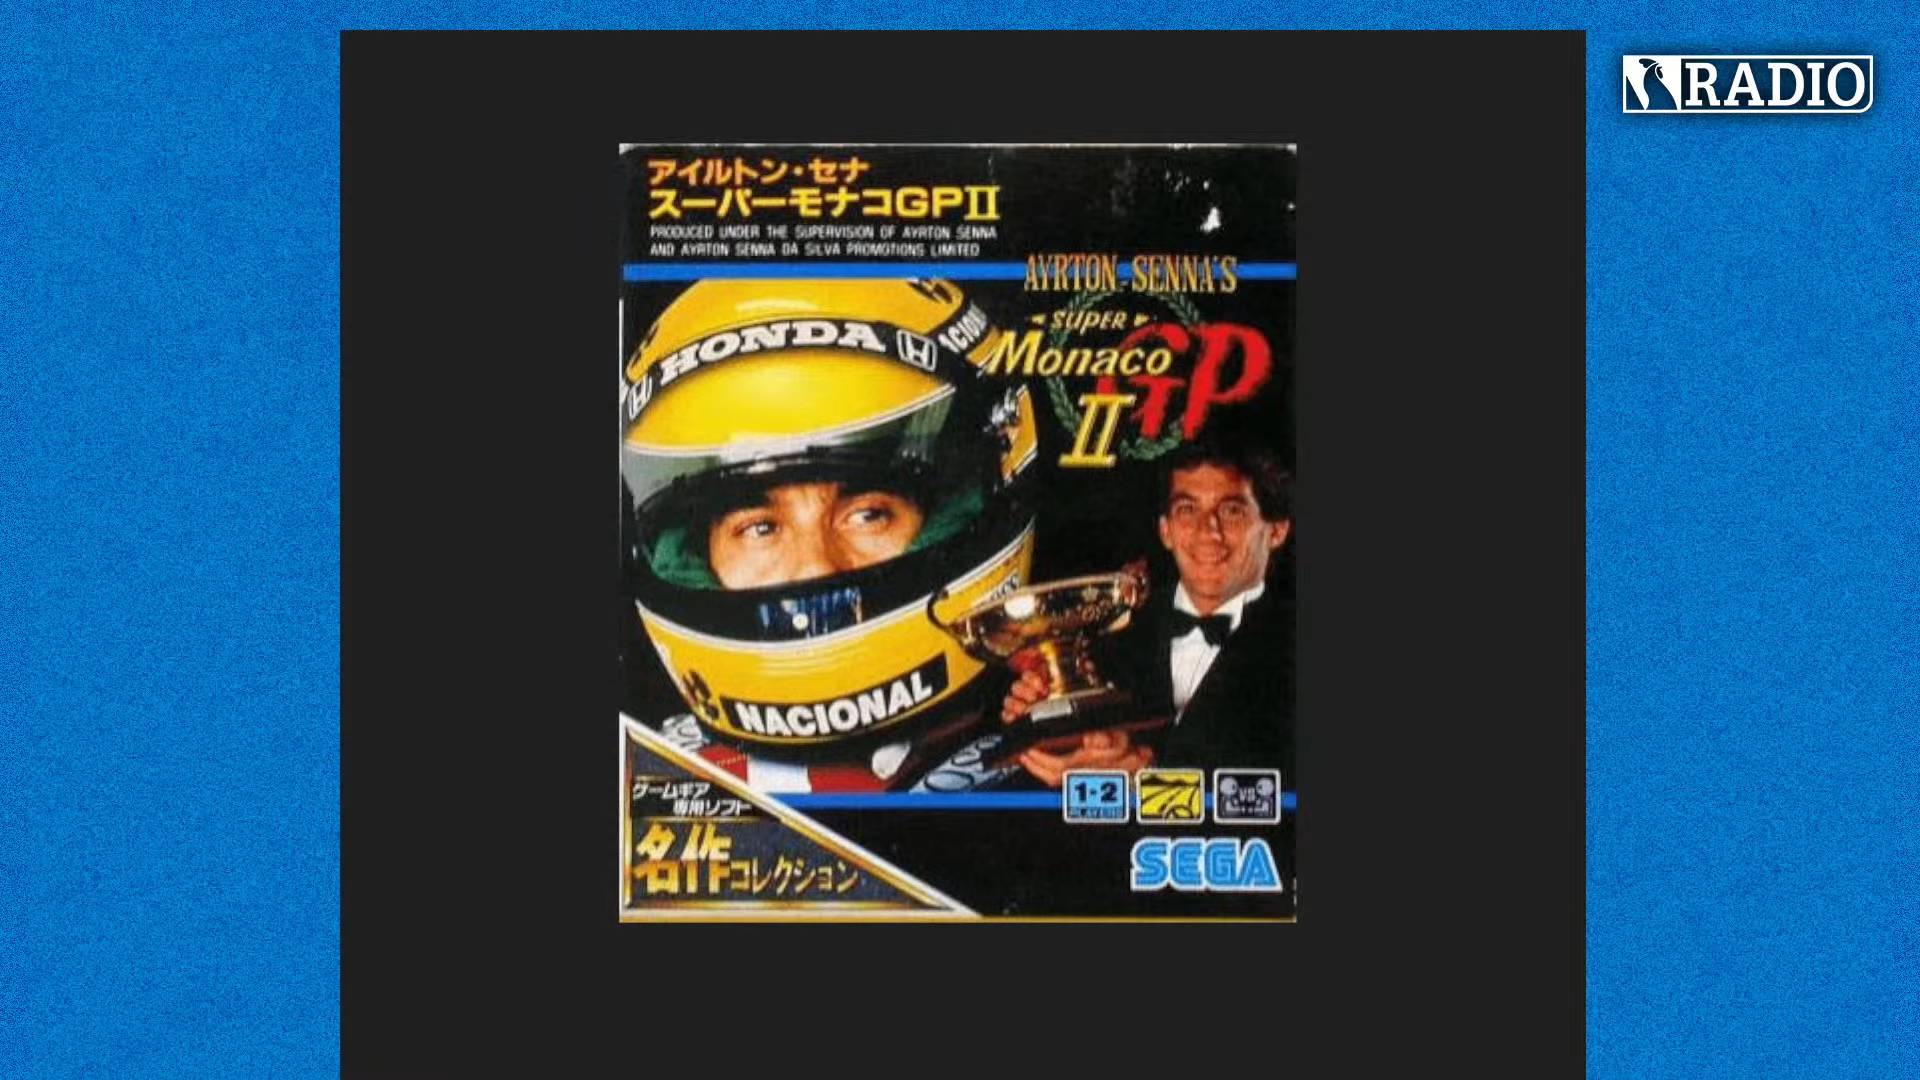 RADIO
アイルトン・セナ
スーパーモナコGPII
PRODUCED UNDER THE SUPERVISION OF AYRTON SENNA
AND AYRTON SENNA DA SILVA PROMOTIONS LIMITED
AYRTON SENNA'S
SUPER
Monaco GP
II
HONDA
NACIONAL
1-2
PLAYERS
VS
SEGA
ゲームギア
専用ソフト
名作コレクション